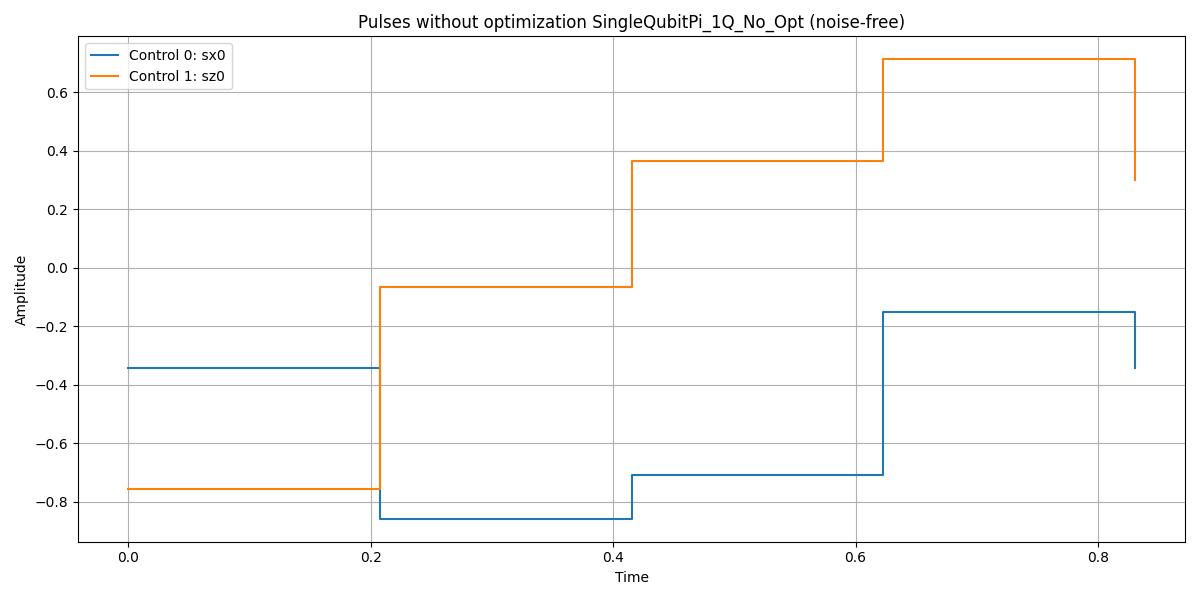 Pulses without optimization SingleQubitPi_1Q_No_Opt (noise-free)
Control 0: sx0
Control 1: sz0
Amplitude
0.6
0.4
0.2
0.0
−0.2
−0.4
−0.6
−0.8
0.0 0.2 0.4 0.6 0.8
Time